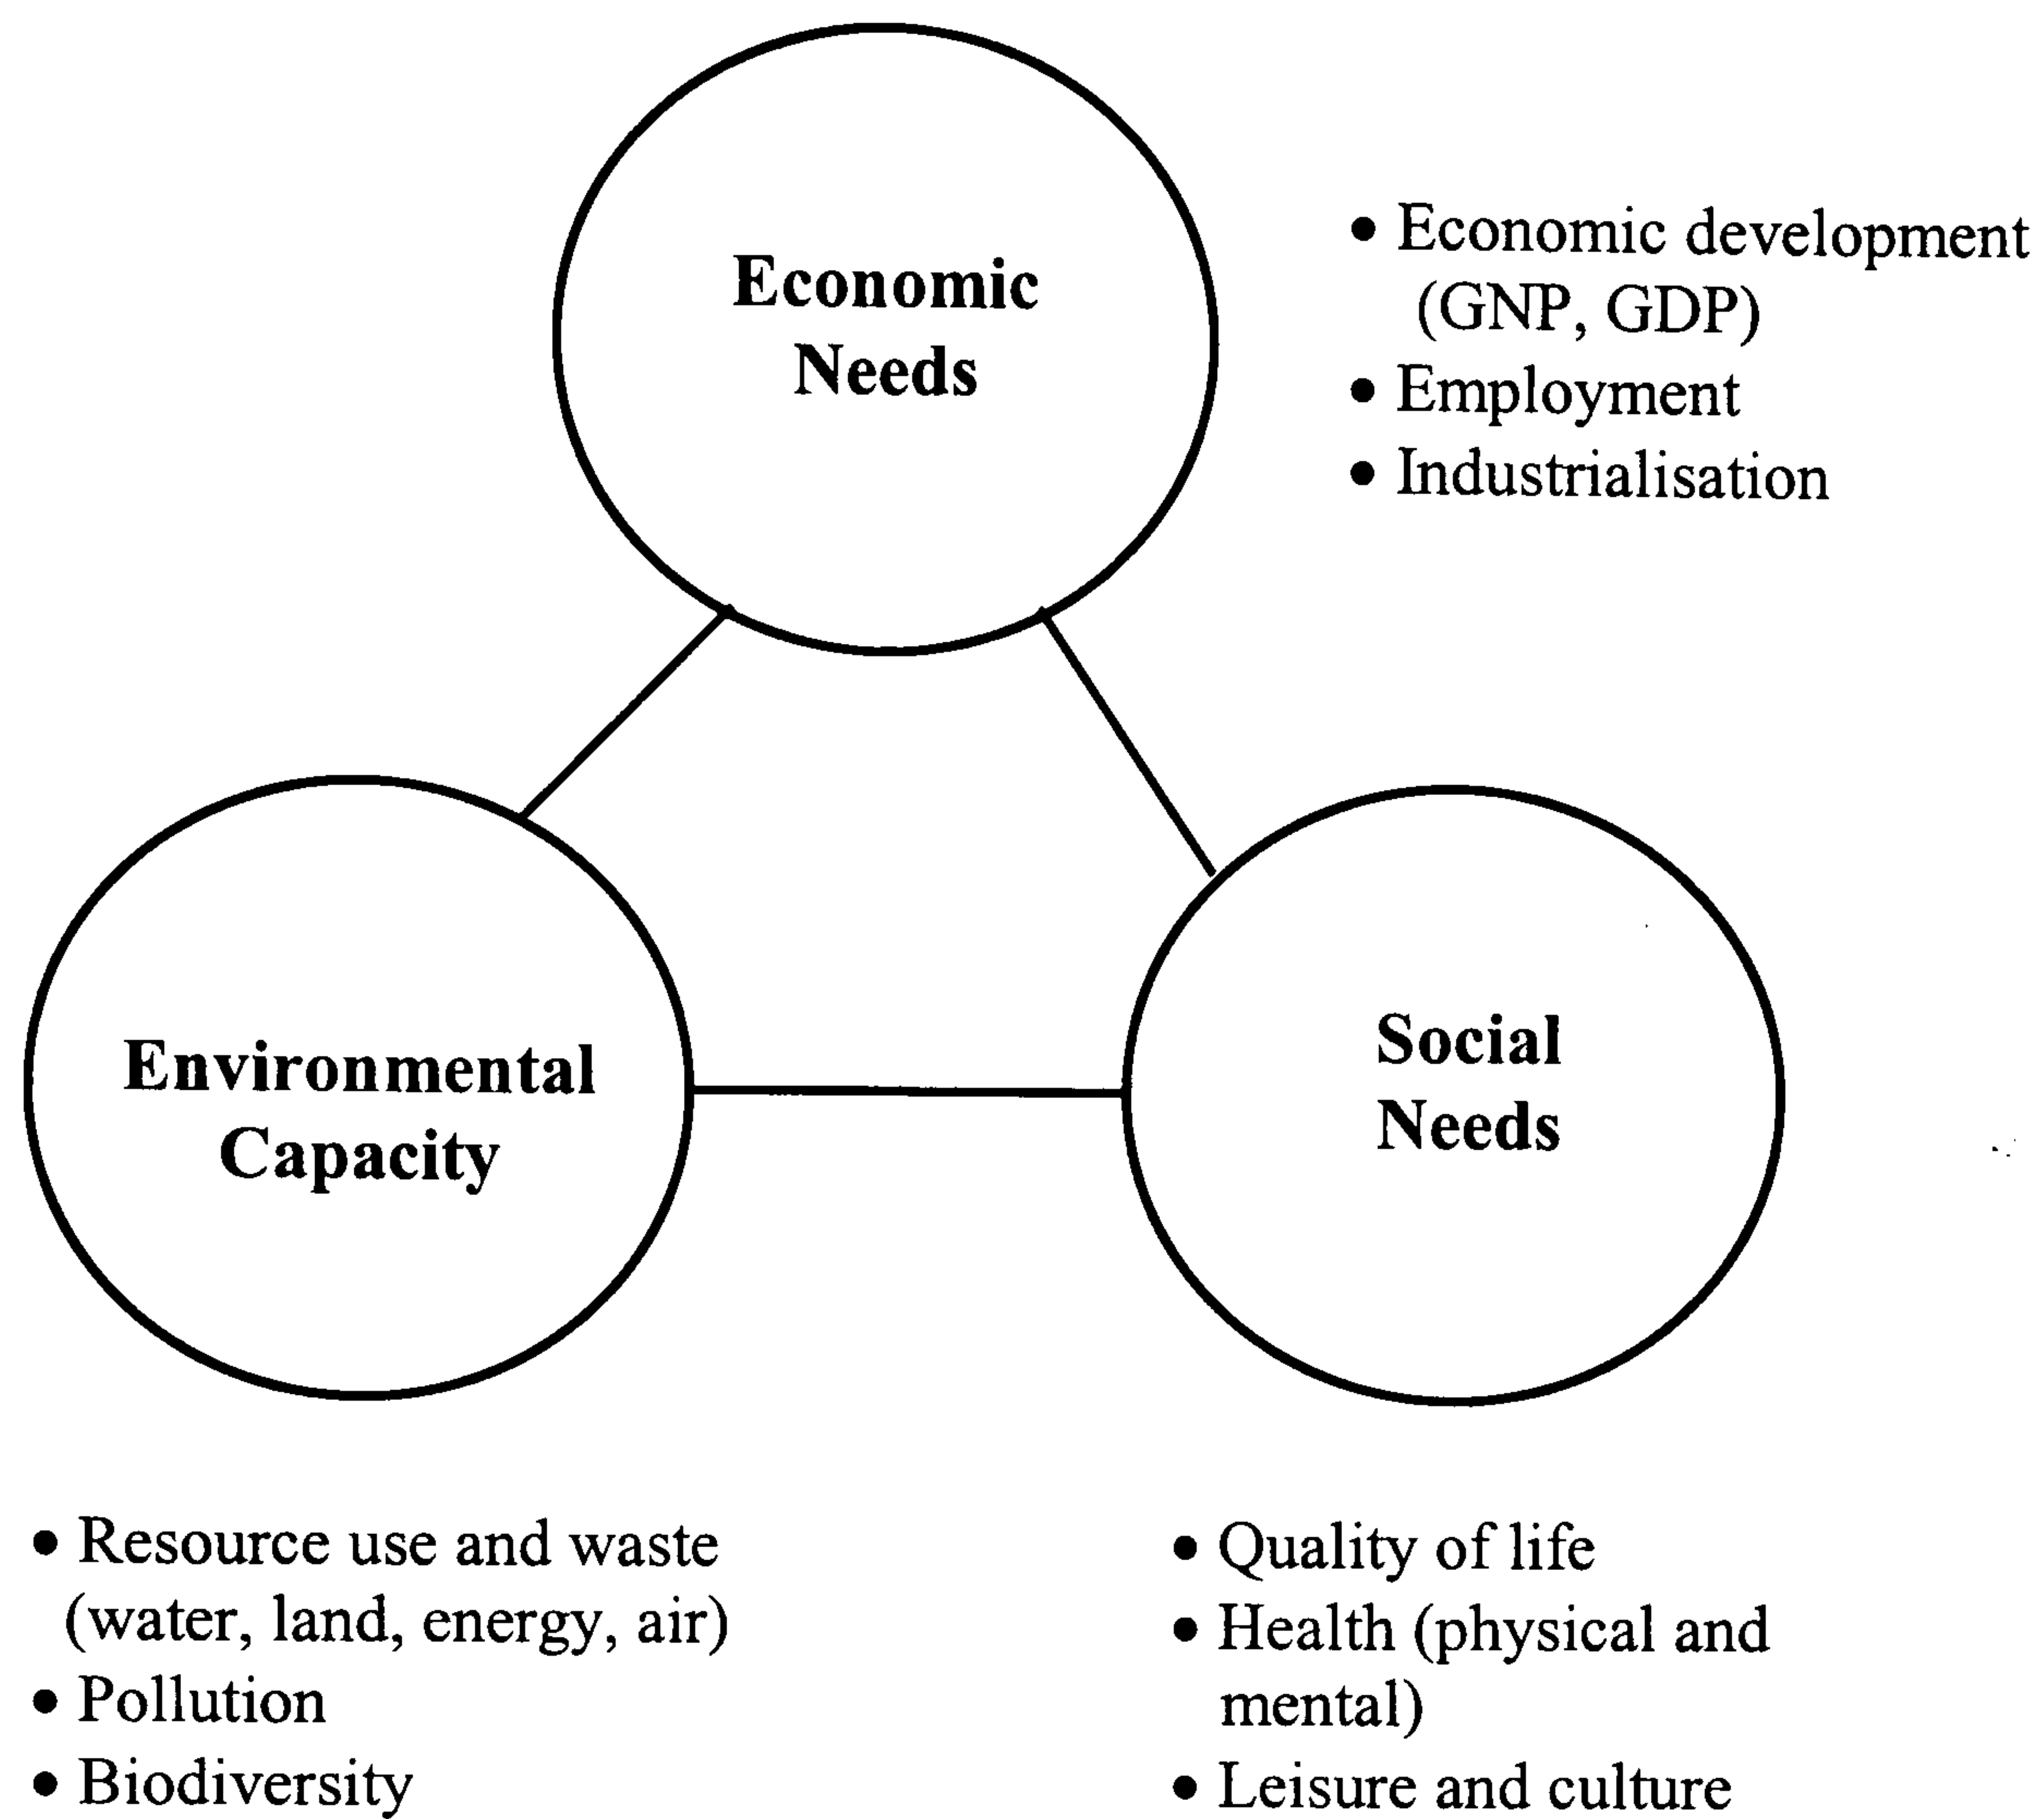 Economic
Needs
• Economic development
(GNP, GDP)
• Employment
• Industrialisation
Environmental
Capacity
Social
Needs
• Resource use and waste
(water, land, energy, air)
• Pollution
• Biodiversity
• Quality of life
• Health (physical and
mental)
• Leisure and culture